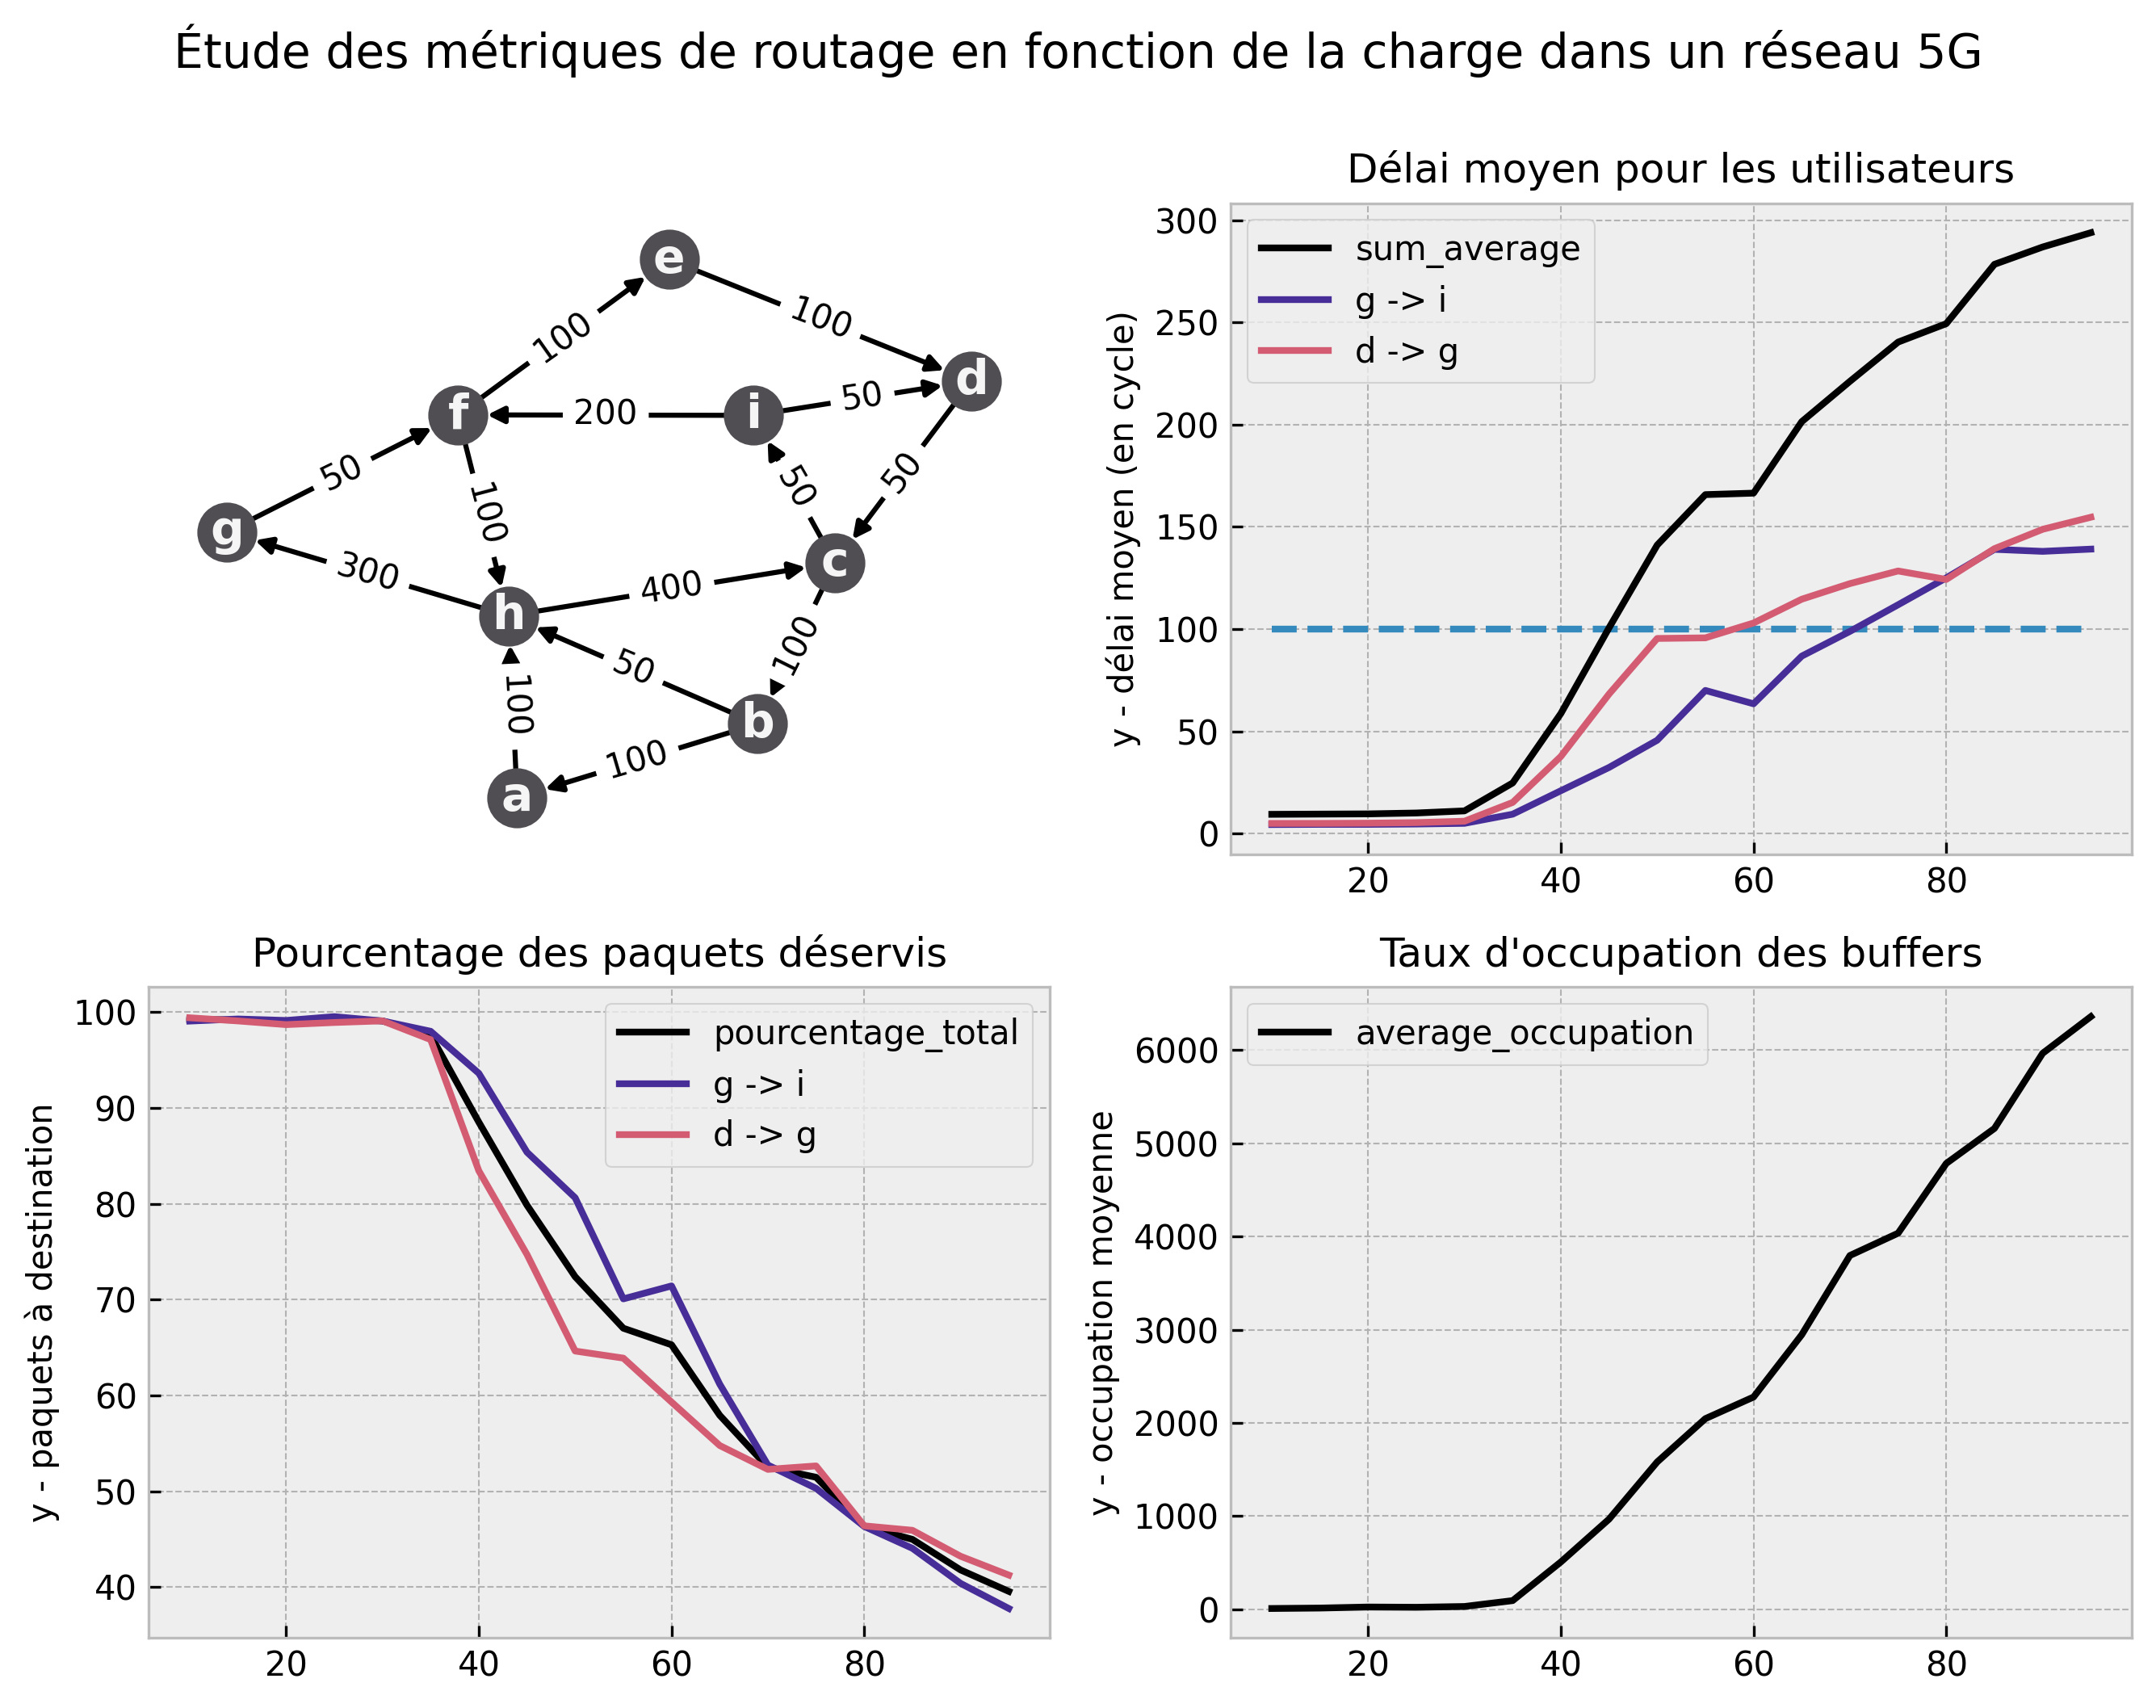 Étude des métriques de routage en fonction de la charge dans un réseau 5G
e
100
100
d
f
200
i
50
100
50
50
50
g
100
300
c
400
h
50
100
100
b
100
a
Délai moyen pour les utilisateurs
y - délai moyen (en cycle)
300
250
200
150
100
50
0
sum_average
g -> i
d -> g
20 40 60 80
Pourcentage des paquets déservis
y - paquets à destination
100
90
80
70
60
50
40
pourcentage_total
g -> i
d -> g
20 40 60 80
Taux d'occupation des buffers
y - occupation moyenne
6000
5000
4000
3000
2000
1000
0
average_occupation
20 40 60 80